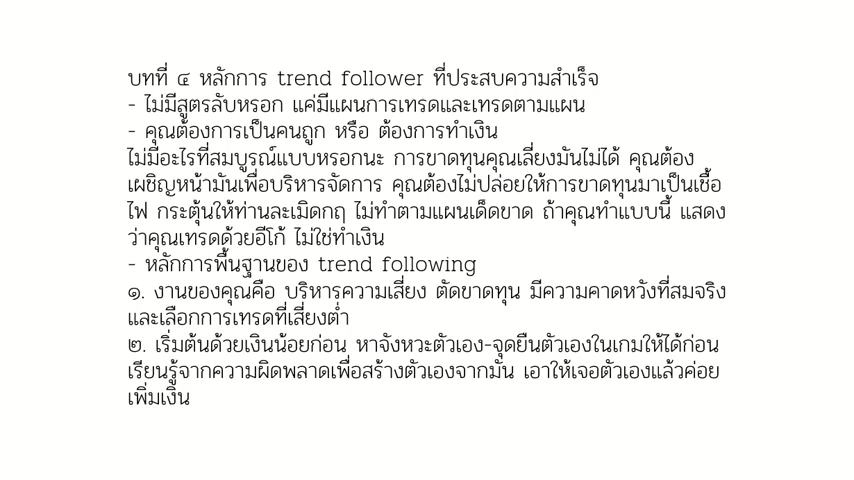 บทที่ ๔ หลักการ trend follower ที่ประสบความสำเร็จ
- ไม่มีสูตรลับหรอก แค่มีแผนการเทรดและเทรดตามแผน
- คุณต้องการเป็นคนถูก หรือ ต้องการทำเงิน
ไม่มีอะไรที่สมบูรณ์แบบหรอกนะ การขาดทุนคุณเลี่ยงมันไม่ได้ คุณต้อง
เผชิญหน้ามันเพื่อบริหารจัดการ คุณต้องไม่ปล่อยให้การขาดทุนมาเป็นเชื้อ
ไฟ กระตุ้นให้ท่านละเมิดกฤ ไม่ทำตามแผนเด็ดขาด ถ้าคุณทำแบบนี้ แสดง
ว่าคุณเทรดด้วยอีโก้ ไม่ใช่ทำเงิน
- หลักการพื้นฐานของ trend following
๑. งานของคุณคือ บริหารความเสี่ยง ตัดขาดทุน มีความคาดหวังที่สมจริง
และเลือกการเทรดที่เสี่ยงต่ำ
๒. เริ่มต้นด้วยเงินน้อยก่อน หาจังหวะตัวเอง-จุดยืนตัวเองในเกมให้ได้ก่อน
เรียนรู้จากความผิดพลาดเพื่อสร้างตัวเองจากมัน เอาให้เจอตัวเองแล้วค่อย
เพิ่มเงิน